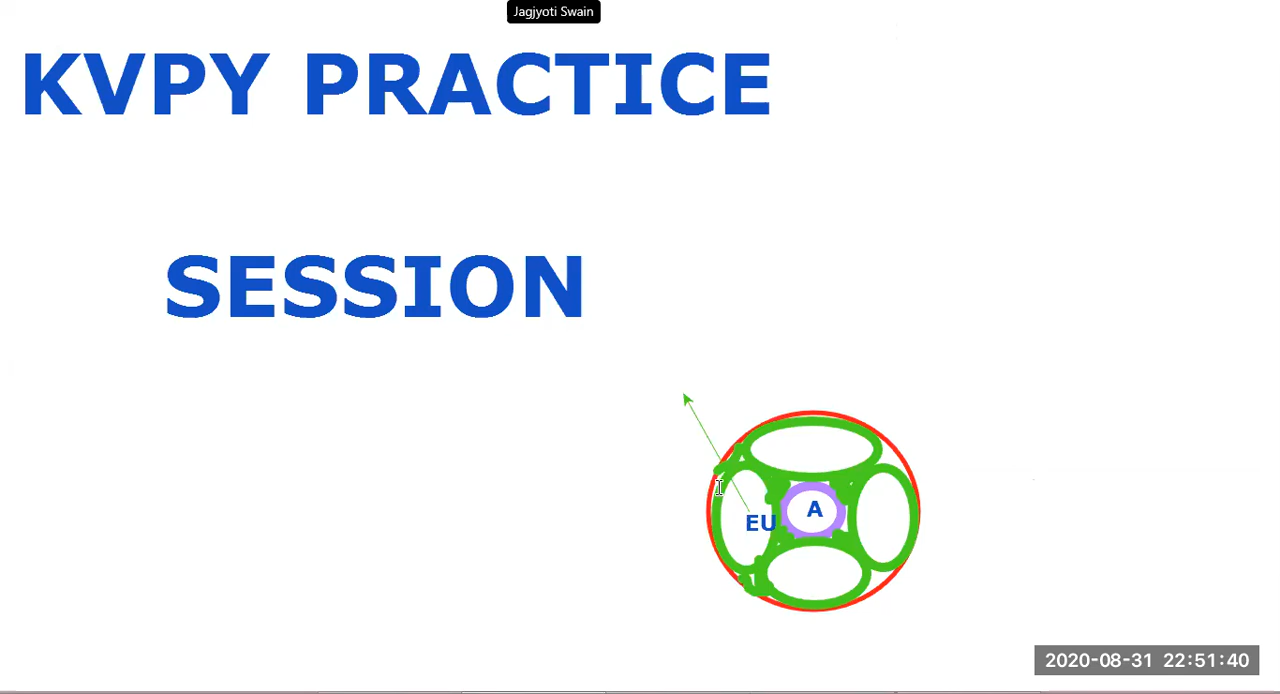 Jagjyoti Swain
KVPY PRACTICE
SESSION
A
EU
2020-08-31 22:51:40